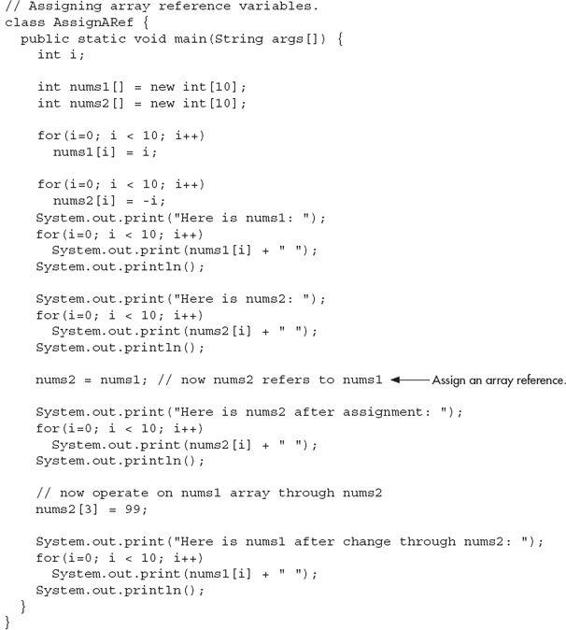 // Assigning array reference variables.
class AssignARef {
  public static void main(String args[]) {
    int i;

    int nums1[] = new int[10];
    int nums2[] = new int[10];

    for(i=0; i < 10; i++)
      nums1[i] = i;

    for(i=0; i < 10; i++)
      nums2[i] = -i;
    System.out.print("Here is nums1: ");
    for(i=0; i < 10; i++)
      System.out.print(nums1[i] + " ");
    System.out.println();

    System.out.print("Here is nums2: ");
    for(i=0; i < 10; i++)
      System.out.print(nums2[i] + " ");
    System.out.println();

    nums2 = nums1; // now nums2 refers to nums1 Assign an array reference.

    System.out.print("Here is nums2 after assignment: ");
    for(i=0; i < 10; i++)
      System.out.print(nums2[i] + " ");
    System.out.println();

    // now operate on nums1 array through nums2
    nums2[3] = 99;

    System.out.print("Here is nums1 after change through nums2: ");
    for(i=0; i < 10; i++)
      System.out.print(nums1[i] + " ");
    System.out.println();
  }
}